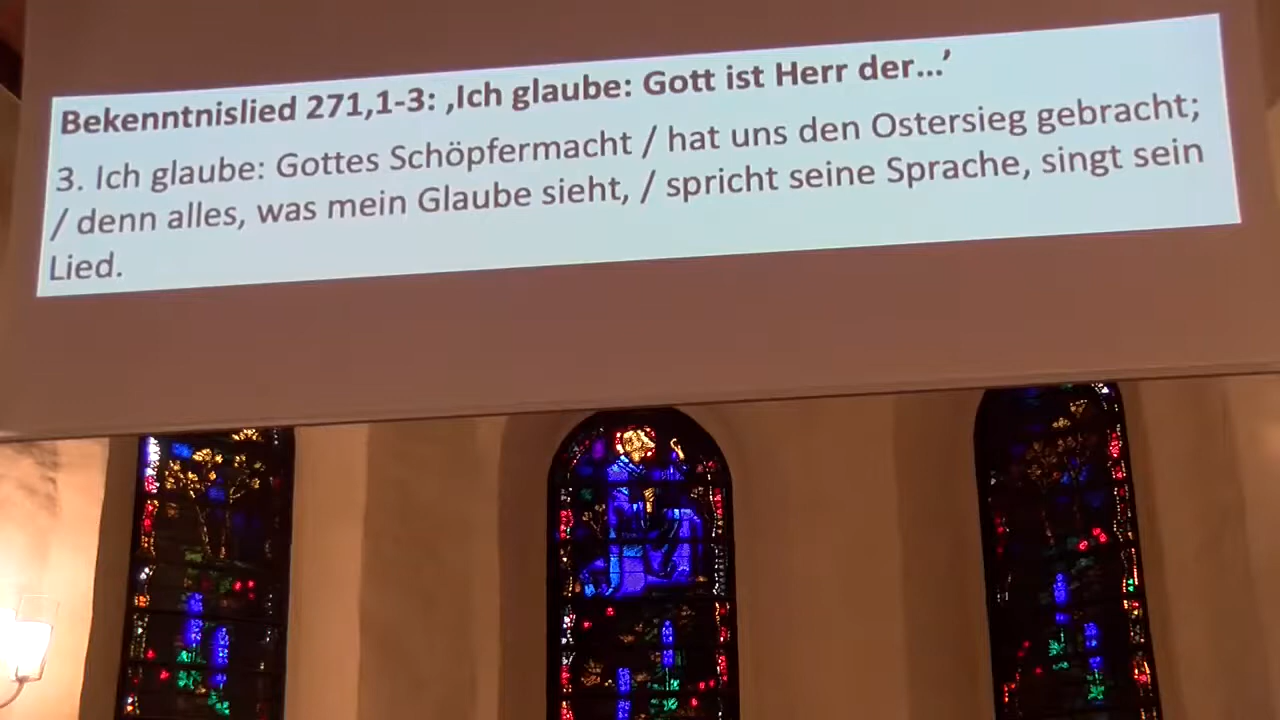 Bekenntnislied 271,1-3: ‚Ich glaube: Gott ist Herr der...’
3. Ich glaube: Gottes Schöpfermacht / hat uns den Ostersieg gebracht;
/ denn alles, was mein Glaube sieht, / spricht seine Sprache, singt sein
Lied.